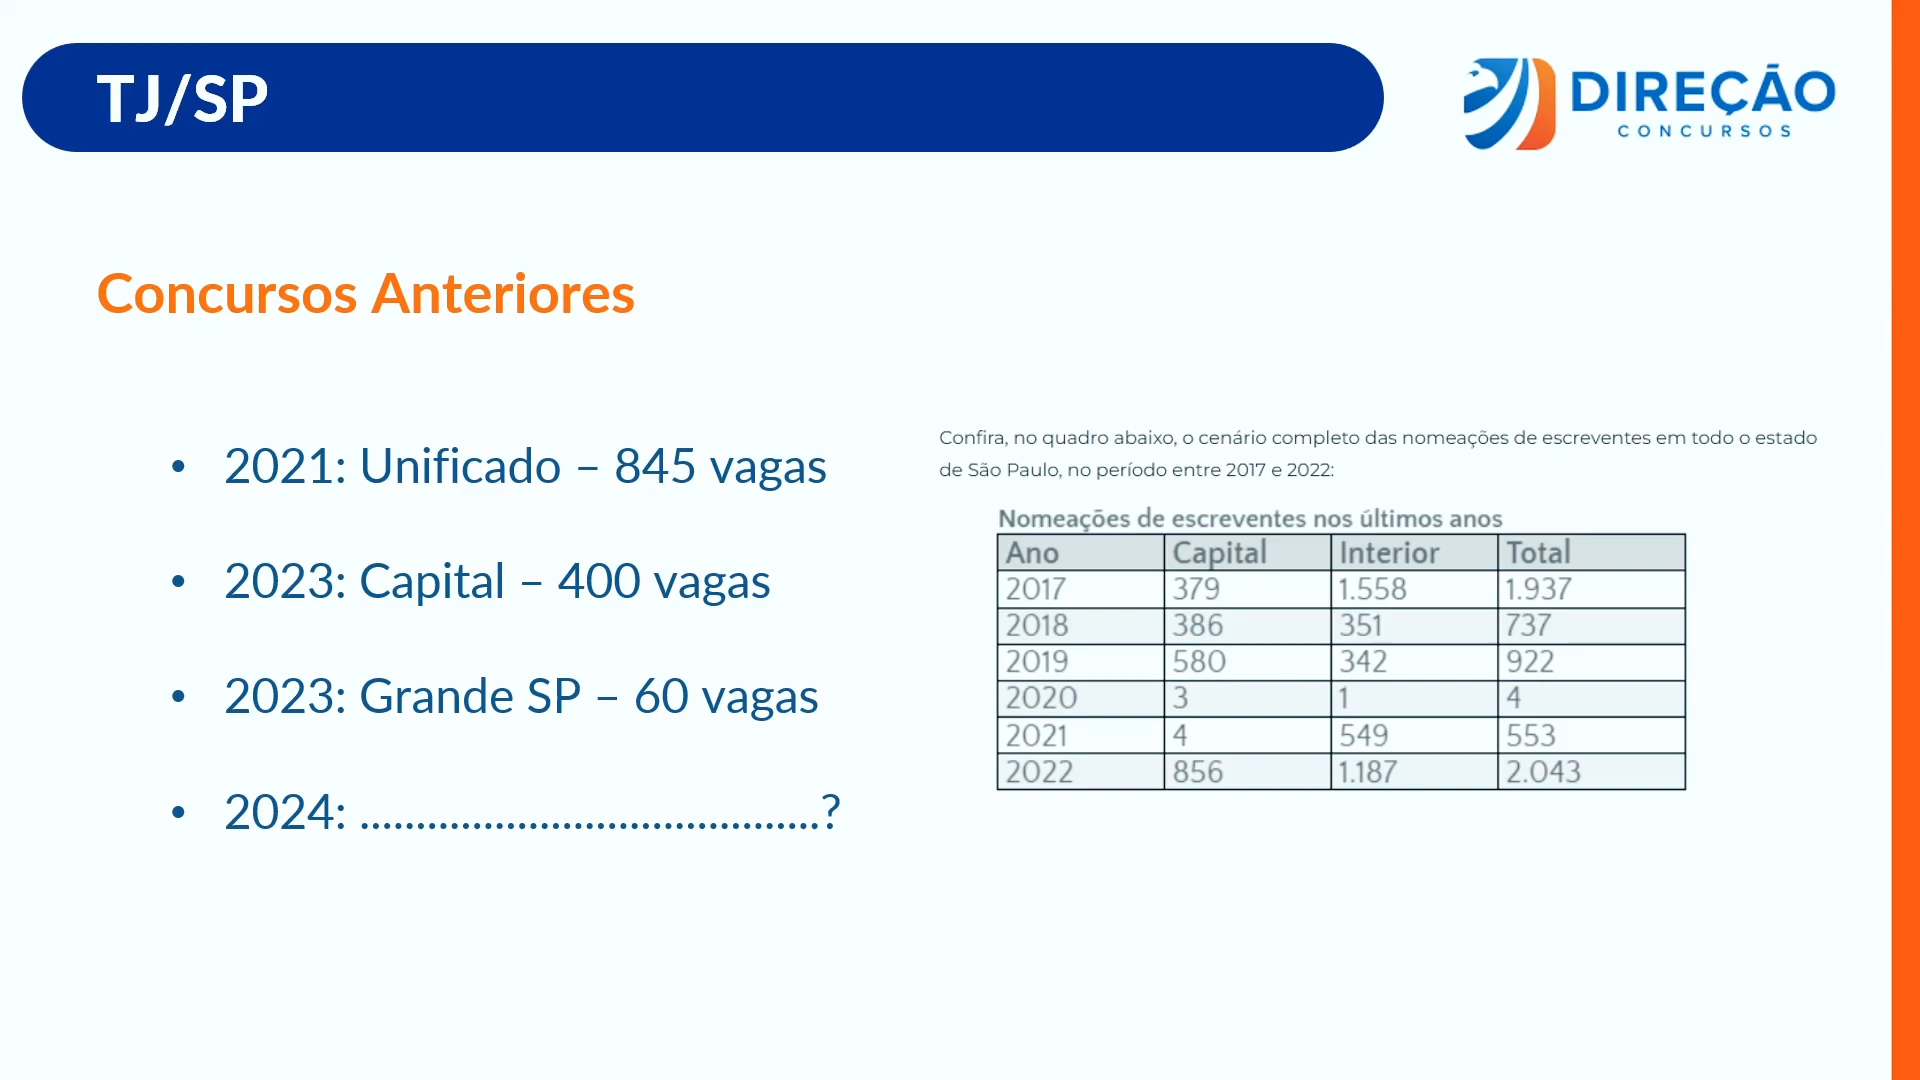 TJ/SP
DIREÇÃO
CONCURSOS
Concursos Anteriores
• 2021: Unificado – 845 vagas
• 2023: Capital – 400 vagas
• 2023: Grande SP – 60 vagas
• 2024: .........................................?
Confira, no quadro abaixo, o cenário completo das nomeações de escreventes em todo o estado
de São Paulo, no período entre 2017 e 2022:
Nomeações de escreventes nos últimos anos
Ano Capital Interior Total
2017 379 1.558 1.937
2018 386 351 737
2019 580 342 922
2020 3 1 4
2021 4 549 553
2022 856 1.187 2.043